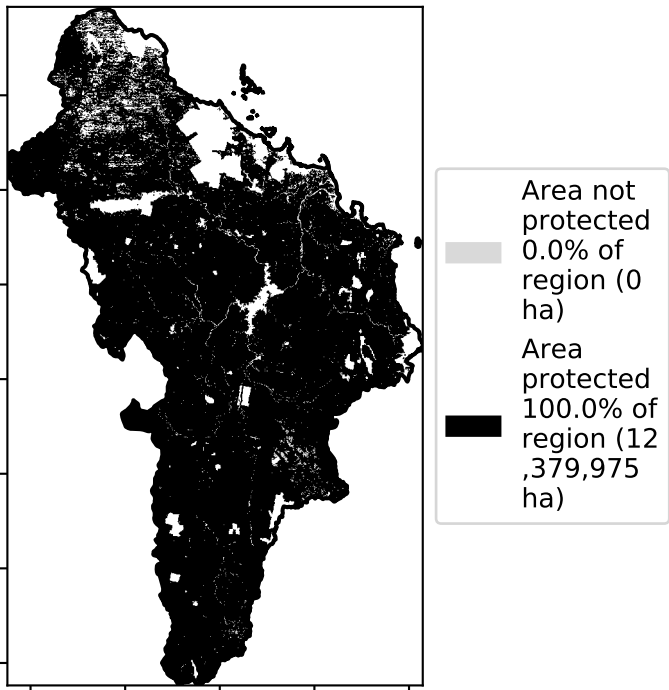 Area not
protected
0.0% of
region (0
ha)
Area
protected
100.0% of
region (12
,379,975
ha)